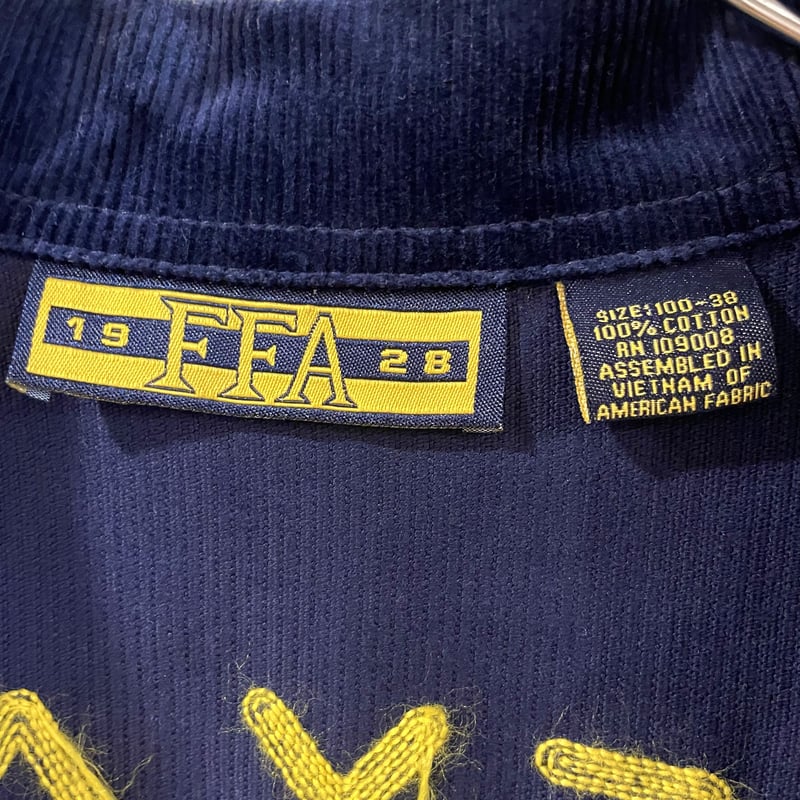 19 FFA 28
SIZE:100-38
100% COTTON
RN 109008
ASSEMBLED IN
VIETNAM OF
AMERICAN FABRIC